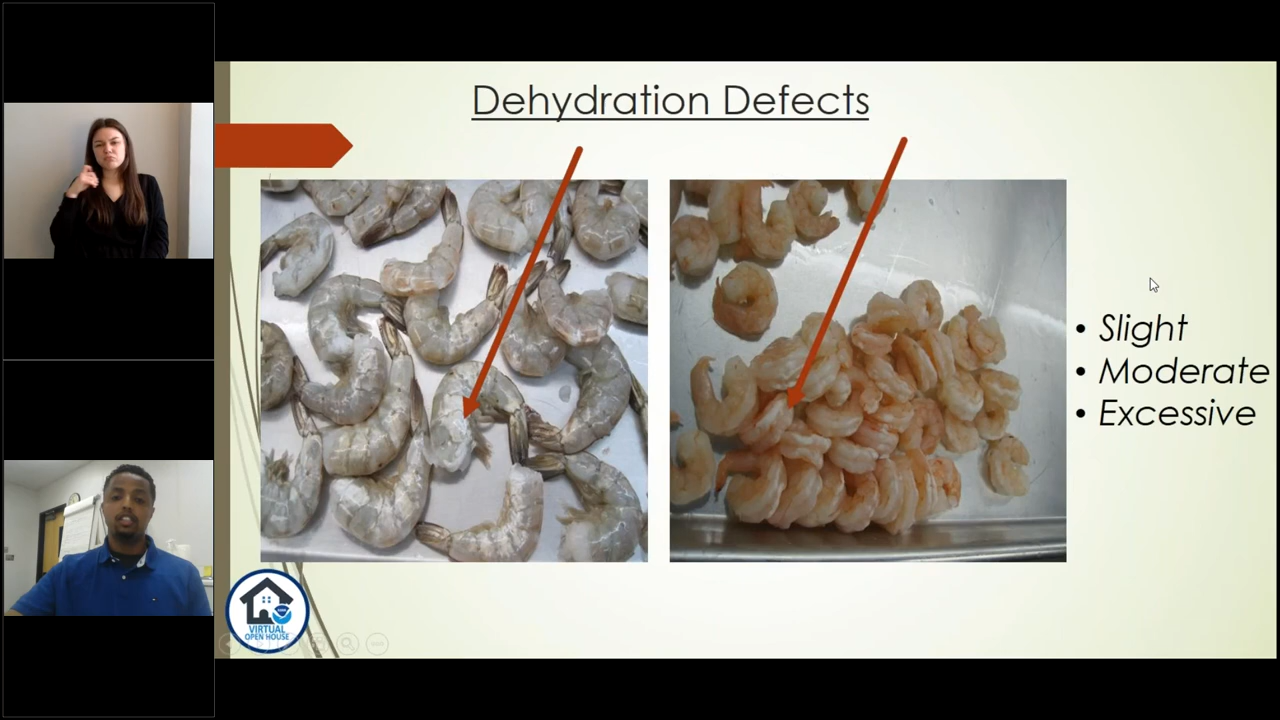 Dehydration Defects
• Slight
• Moderate
• Excessive
VIRTUAL
OPEN HOUSE